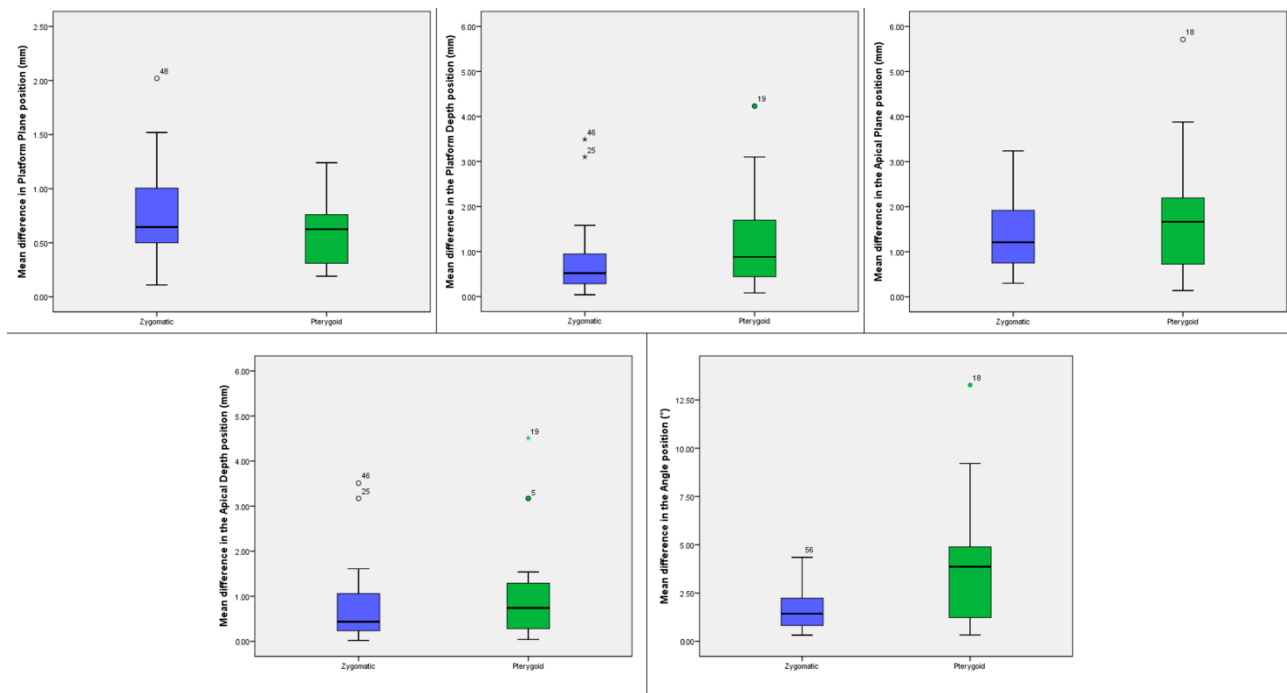 Mean difference in Platform Plane position (mm)
2.50
2.00
1.50
1.00
0.50
0.00
48
Zygomatic
Pterygoid
Mean difference in the Platform Depth position (mm)
6.00
5.00
4.00
3.00
2.00
1.00
0.00
46
25
19
Zygomatic
Pterygoid
Mean difference in the Apical Plane position (mm)
6.00
5.00
4.00
3.00
2.00
1.00
0.00
18
Zygomatic
Pterygoid
Mean difference in the Apical Depth position (mm)
6.00
5.00
4.00
3.00
2.00
1.00
0.00
46
25
19
5
Zygomatic
Pterygoid
Mean difference in the Angle position (°)
12.50
10.00
7.50
5.00
2.50
0.00
56
18
Zygomatic
Pterygoid